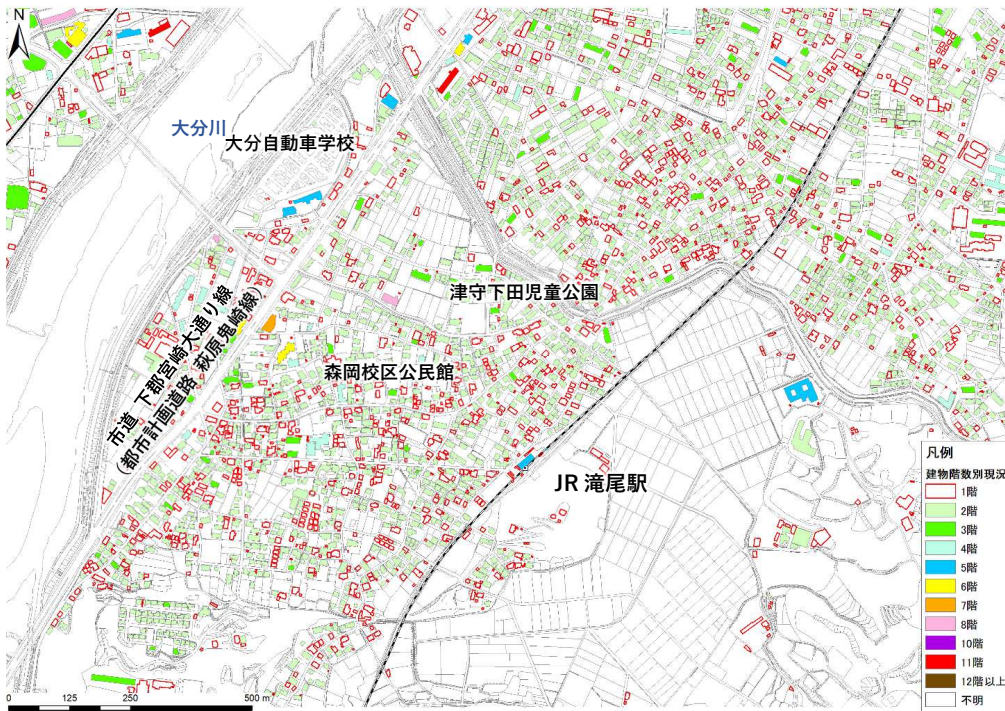 N
大分川
大分自動車学校
津守下田児童公園
市道 下郡宮崎大通り線
(都市計画道路 萩原鬼崎線)
森岡校区公民館
JR 滝尾駅
凡例
建物階数別現況
1階
2階
3階
4階
5階
6階
7階
8階
10階
11階
12階以上
不明
0 125 250 500 m